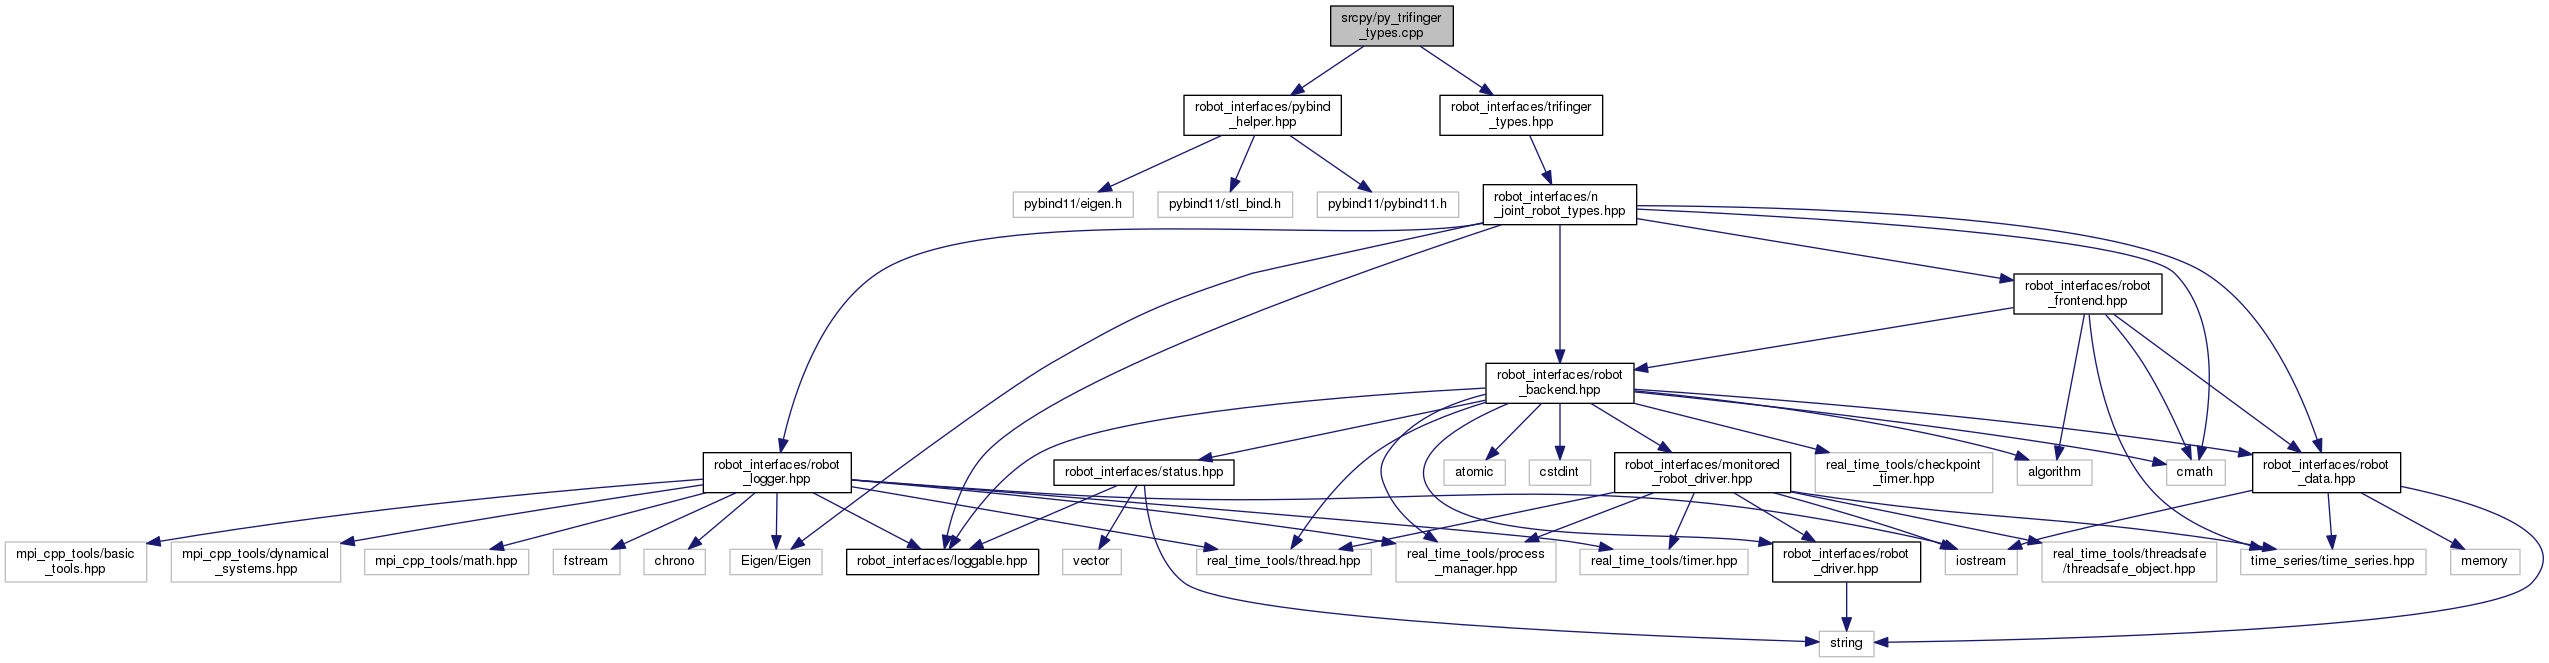 srcpy/py_trifinger
_types.cpp
robot_interfaces/pybind
_helper.hpp
robot_interfaces/trifinger
_types.hpp
pybind11/eigen.h
pybind11/stl_bind.h
pybind11/pybind11.h
robot_interfaces/n
_joint_robot_types.hpp
robot_interfaces/robot
_frontend.hpp
robot_interfaces/robot
_backend.hpp
robot_interfaces/robot
_logger.hpp
robot_interfaces/status.hpp
atomic
cstdint
robot_interfaces/monitored
_robot_driver.hpp
real_time_tools/checkpoint
_timer.hpp
algorithm
cmath
robot_interfaces/robot
_data.hpp
mpi_cpp_tools/basic
_tools.hpp
mpi_cpp_tools/dynamical
_systems.hpp
mpi_cpp_tools/math.hpp
fstream
chrono
Eigen/Eigen
robot_interfaces/loggable.hpp
vector
real_time_tools/thread.hpp
real_time_tools/process
_manager.hpp
real_time_tools/timer.hpp
robot_interfaces/robot
_driver.hpp
iostream
real_time_tools/threadsafe
/threadsafe_object.hpp
time_series/time_series.hpp
memory
string